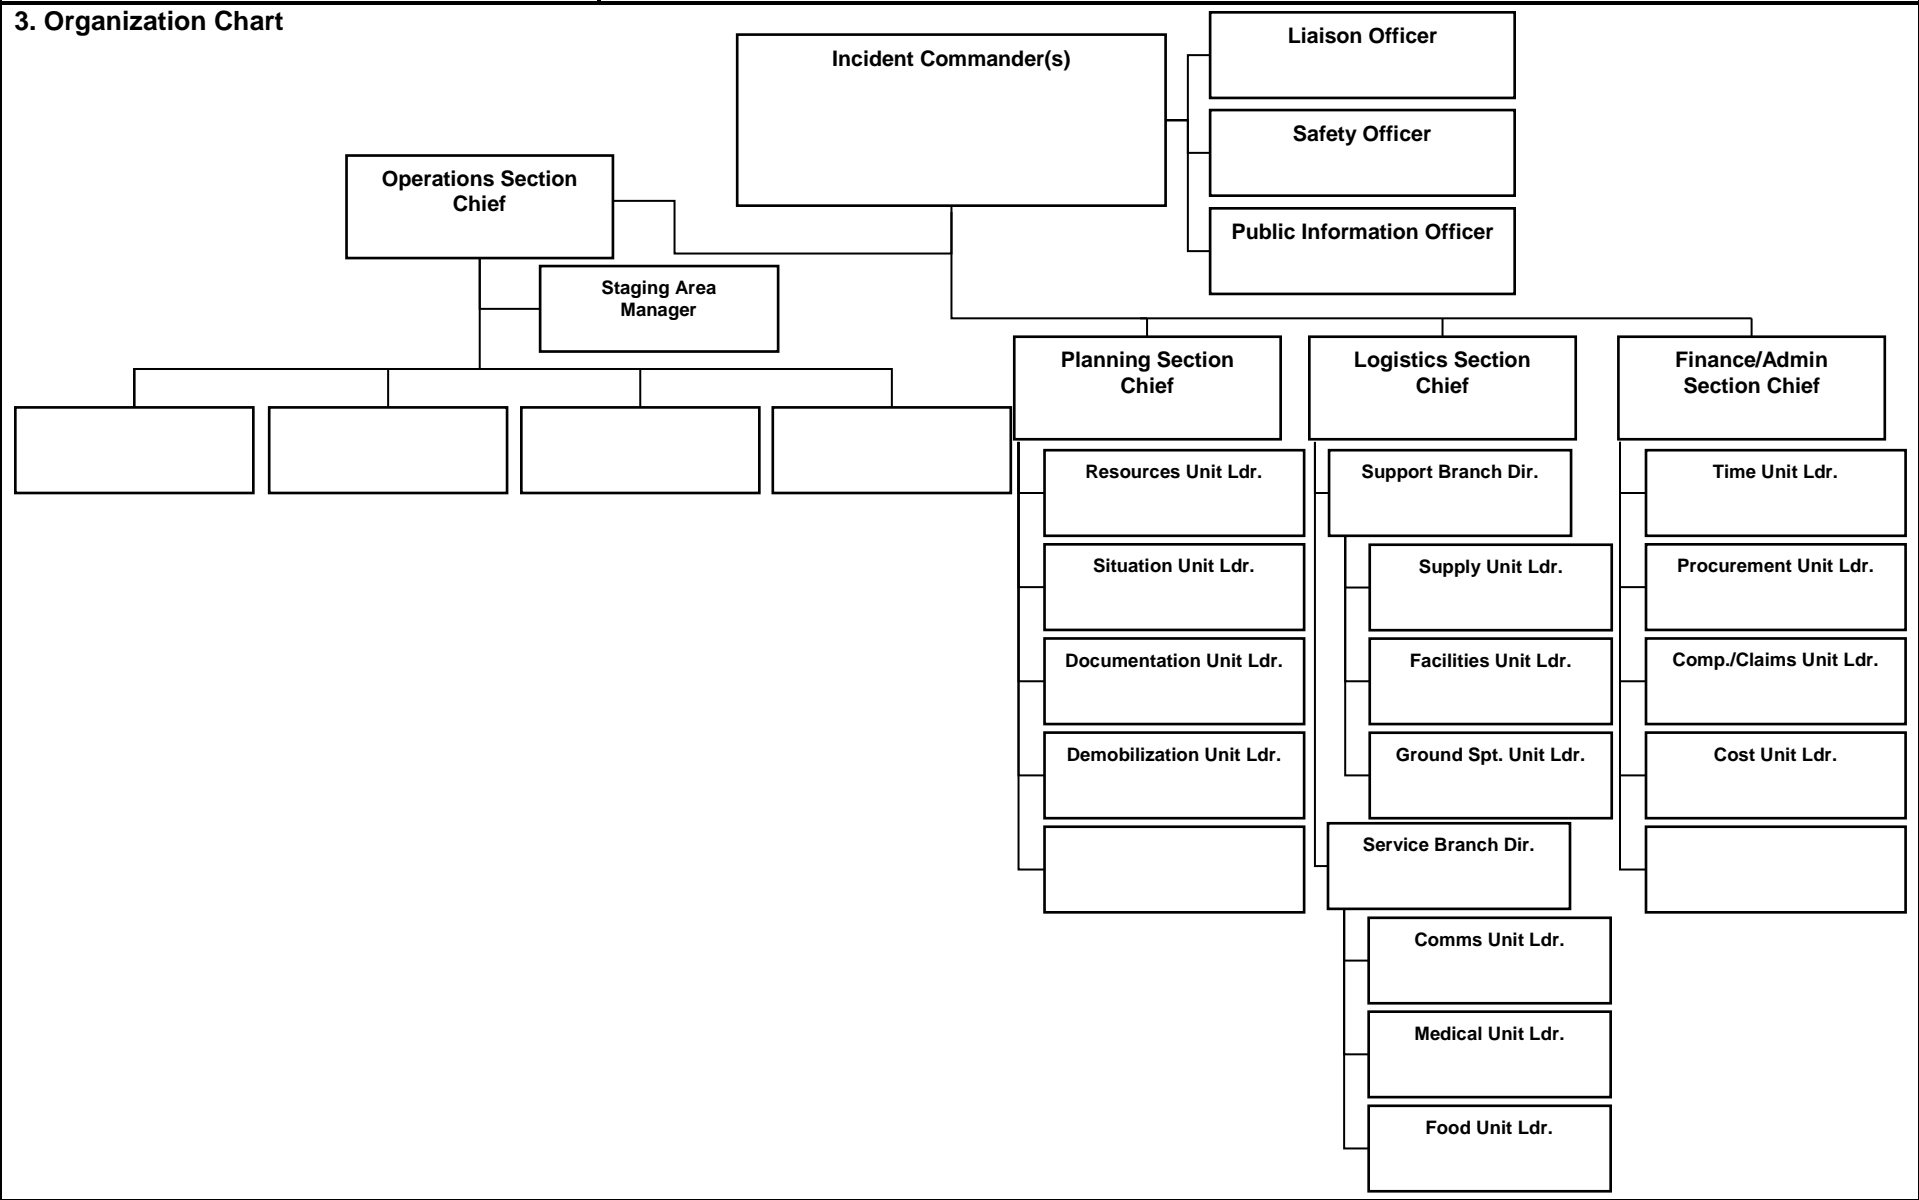 3. Organization Chart
Incident Commander(s)
Liaison Officer
Safety Officer
Public Information Officer
Operations Section
Chief
Staging Area
Manager
Planning Section
Chief
Resources Unit Ldr.
Situation Unit Ldr.
Documentation Unit Ldr.
Demobilization Unit Ldr.
Logistics Section
Chief
Support Branch Dir.
Supply Unit Ldr.
Facilities Unit Ldr.
Ground Spt. Unit Ldr.
Service Branch Dir.
Comms Unit Ldr.
Medical Unit Ldr.
Food Unit Ldr.
Finance/Admin
Section Chief
Time Unit Ldr.
Procurement Unit Ldr.
Comp./Claims Unit Ldr.
Cost Unit Ldr.